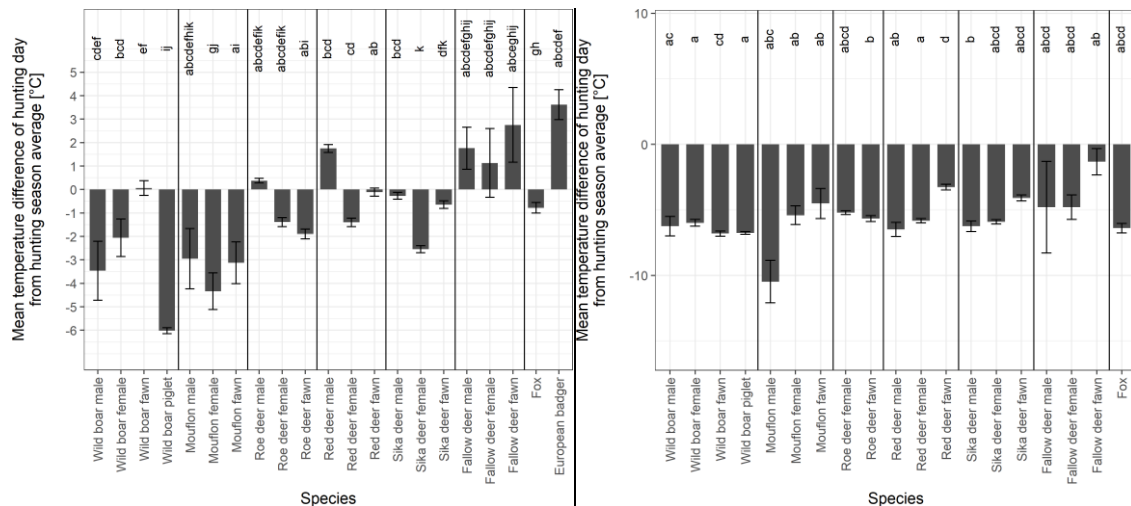 Mean temperature difference of hunting day
from hunting season average [°C]
5
4
3
2
1
0
-1
-2
-3
-4
-5
-6
cdef
bcd
ef
ij
abcdefhik
gj
ai
abcdefik
abcdefik
abi
bcd
cd
ab
bcd
k
dfk
abcdefghij
abcdefghij
abceghij
gh
abcdef
Wild boar male
Wild boar female
Wild boar fawn
Wild boar piglet
Mouflon male
Mouflon female
Mouflon fawn
Roe deer male
Roe deer female
Roe deer fawn
Red deer male
Red deer female
Red deer fawn
Sika deer male
Sika deer female
Sika deer fawn
Fallow deer male
Fallow deer female
Fallow deer fawn
Fox
European badger
Species
Mean temperature difference of hunting day
from hunting season average [°C]
10
0
-10
ac
a
cd
a
abc
ab
ab
abcd
b
ab
a
d
b
abcd
abcd
abcd
abcd
ab
abcd
Wild boar male
Wild boar female
Wild boar fawn
Wild boar piglet
Mouflon male
Mouflon female
Mouflon fawn
Roe deer female
Roe deer fawn
Red deer male
Red deer female
Red deer fawn
Sika deer male
Sika deer female
Sika deer fawn
Fallow deer male
Fallow deer female
Fallow deer fawn
Fox
Species